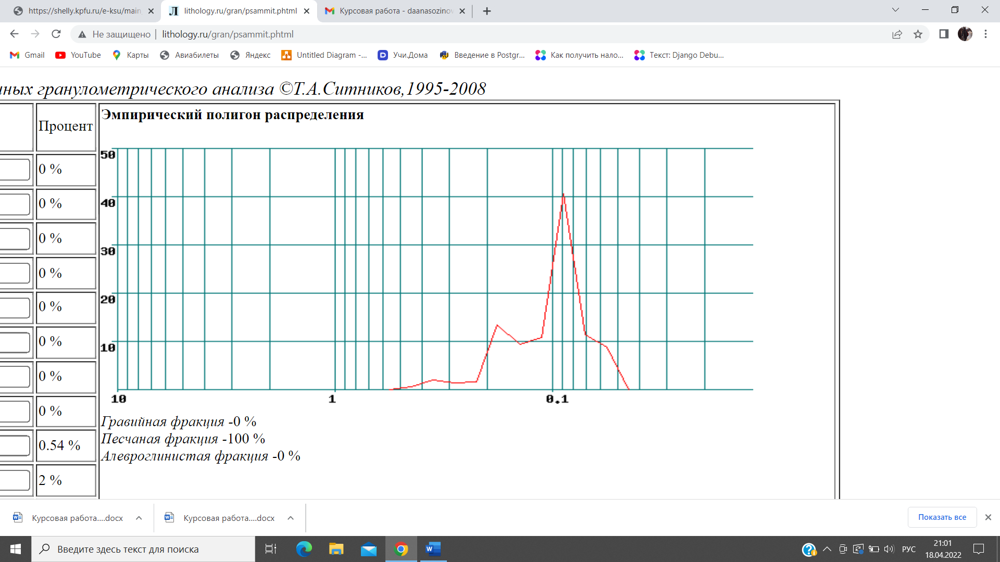 https://shelly.kpfu.ru/e-ksu/main
lithology.ru/gran/psammit.phtml
Курсовая работа - daanasozinov
Не защищено
lithology.ru/gran/psammit.phtml
Gmail
YouTube
Карты
Авиабилеты
Яндекс
Untitled Diagram -...
Учи.Дома
Введение в Postgr...
Как получить нало...
Текст: Django Debu...
нных гранулометрического анализа ©Т.А.Ситников,1995-2008
Процент
0 %
0 %
0 %
0 %
0 %
0 %
0 %
0 %
0.54 %
2 %
Эмпирический полигон распределения
50
40
30
20
10
10 1 0.1
Гравийная фракция -0 %
Песчаная фракция -100 %
Алевроглинистая фракция -0 %
Курсовая работа....docx
Курсовая работа....docx
Показать все
Введите здесь текст для поиска
РУС
21:01
18.04.2022